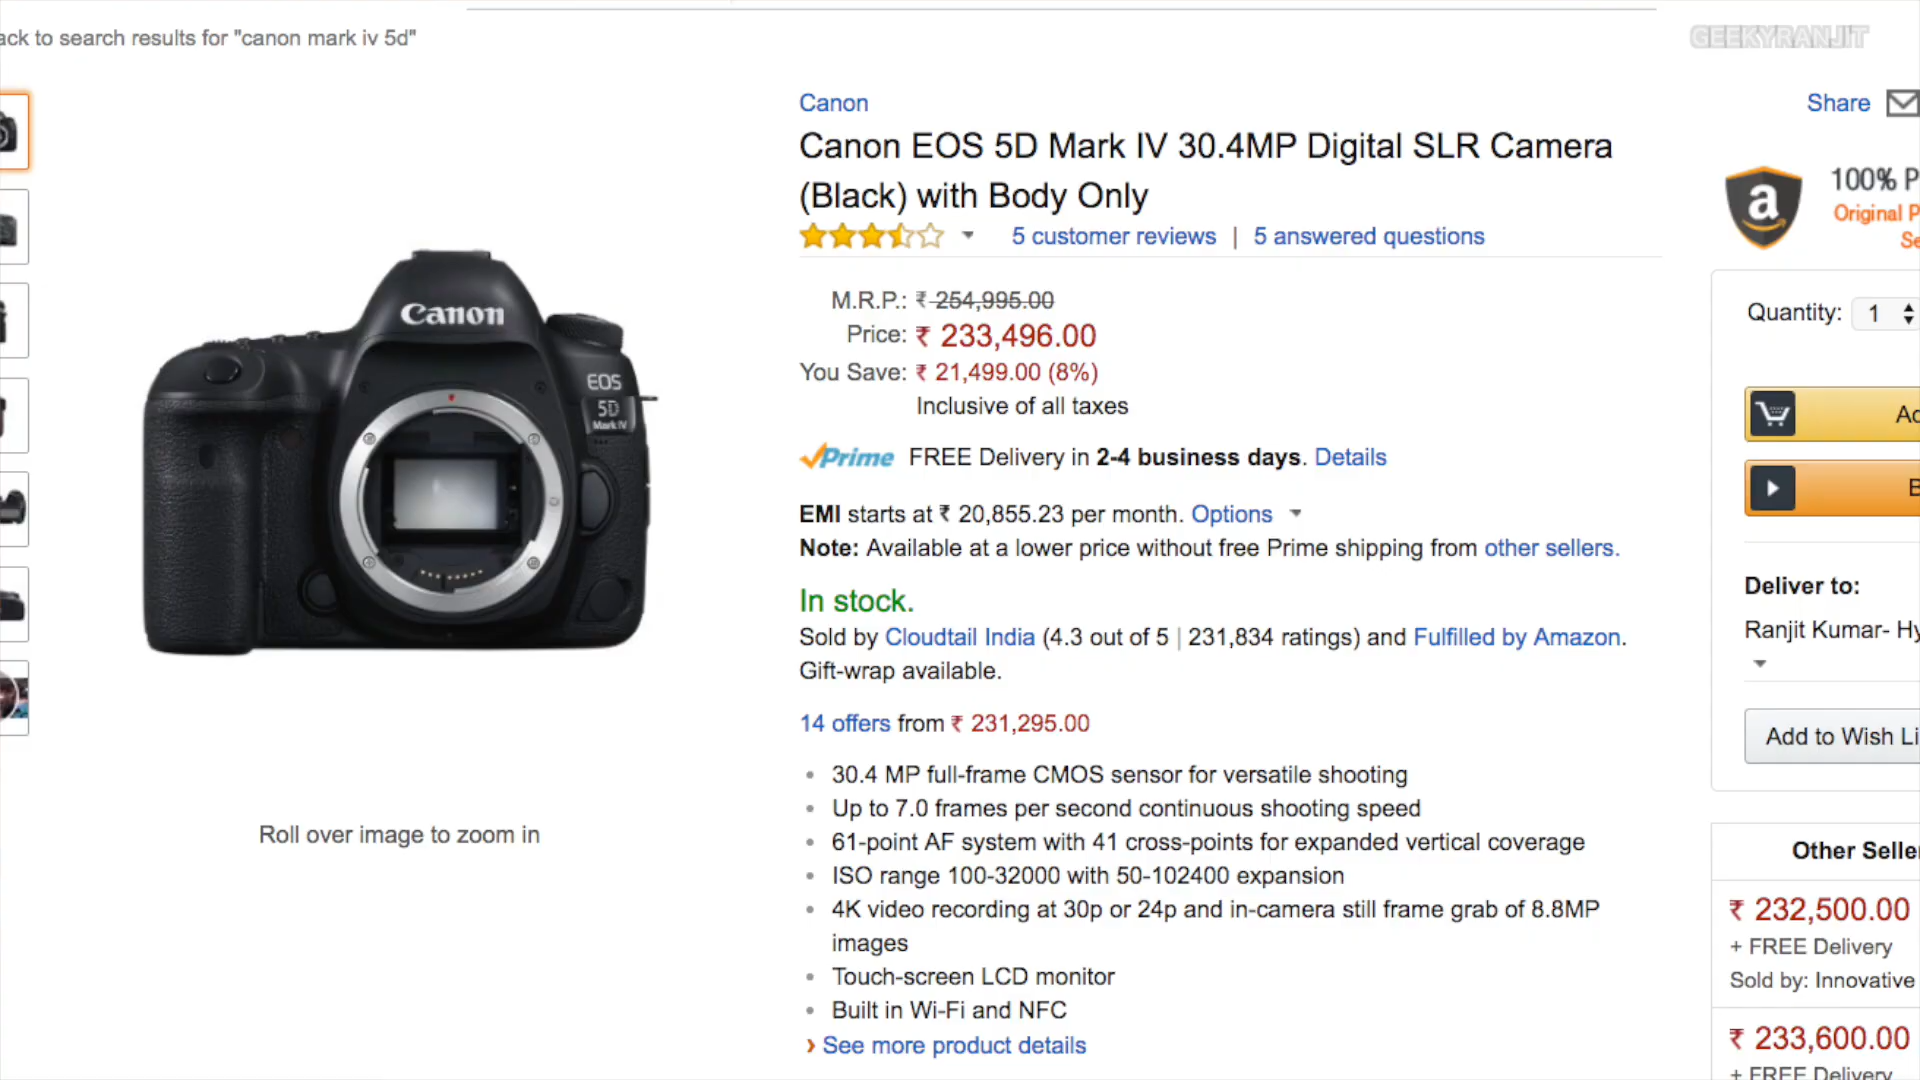 ack to search results for "canon mark iv 5d"
GEEKYRANJIT
Canon
Share
Canon EOS 5D Mark IV 30.4MP Digital SLR Camera
(Black) with Body Only
5 customer reviews | 5 answered questions
100% P
Original P
Se
M.R.P.: ₹ 254,995.00
Price: ₹ 233,496.00
You Save: ₹ 21,499.00 (8%)
Inclusive of all taxes
Quantity: 1
Canon
EOS
5D
Mark IV
Prime FREE Delivery in 2-4 business days. Details
Ad
EMI starts at ₹ 20,855.23 per month. Options
B
Note: Available at a lower price without free Prime shipping from other sellers.
In stock.
Sold by Cloudtail India (4.3 out of 5 | 231,834 ratings) and Fulfilled by Amazon.
Gift-wrap available.
Deliver to:
Ranjit Kumar- Hy
14 offers from ₹ 231,295.00
Add to Wish Li
30.4 MP full-frame CMOS sensor for versatile shooting
Up to 7.0 frames per second continuous shooting speed
61-point AF system with 41 cross-points for expanded vertical coverage
ISO range 100-32000 with 50-102400 expansion
4K video recording at 30p or 24p and in-camera still frame grab of 8.8MP
images
Touch-screen LCD monitor
Built in Wi-Fi and NFC
› See more product details
Roll over image to zoom in
Other Selle
₹ 232,500.00
+ FREE Delivery
Sold by: Innovative
₹ 233,600.00
+ FREE Delivery